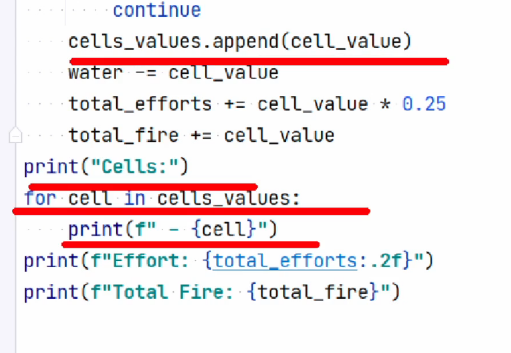 continue
cells_values.append(cell_value)
water -= cell_value
total_efforts += cell_value * 0.25
total_fire += cell_value
print("Cells:")
for cell in cells_values:
print(f" - {cell}")
print(f"Effort: {total_efforts:.2f}")
print(f"Total Fire: {total_fire}")